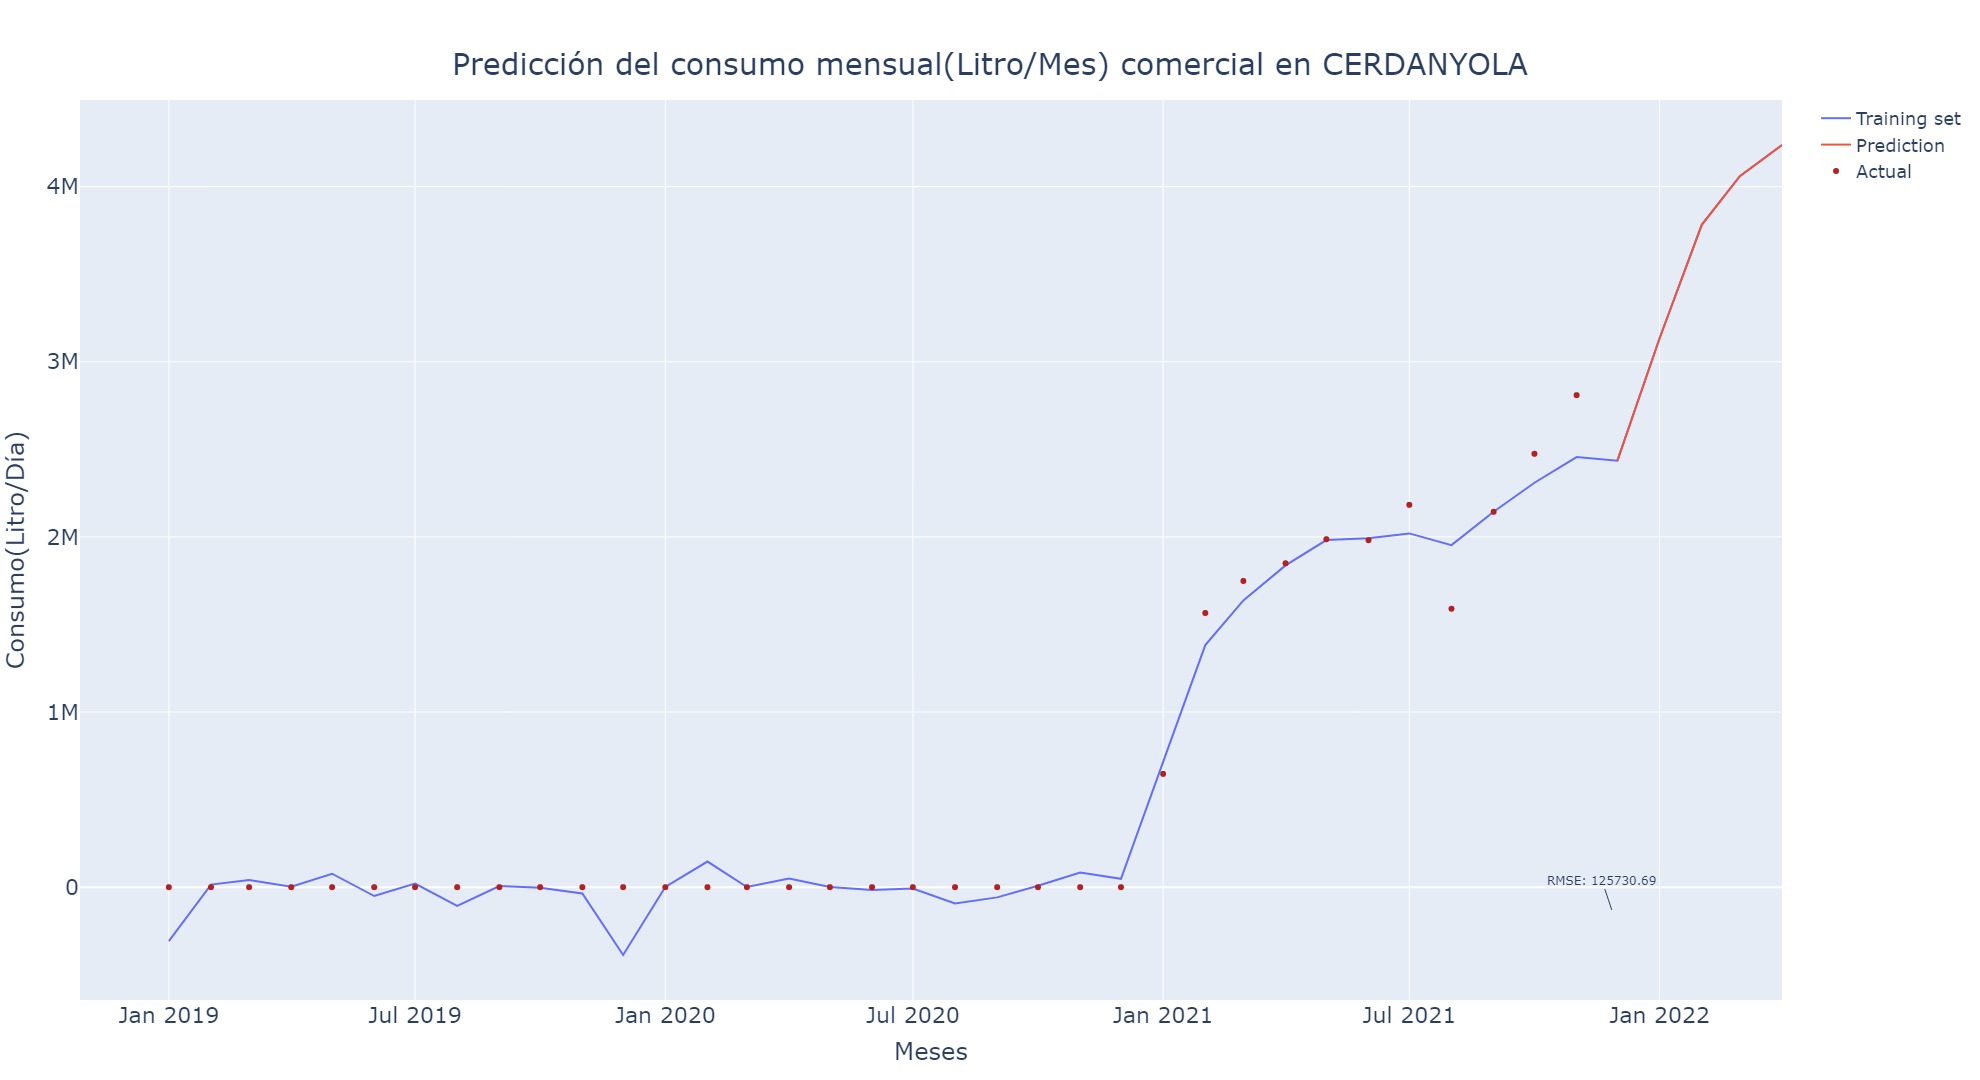 Predicción del consumo mensual(Litro/Mes) comercial en CERDANYOLA
Training set
Prediction
Actual
Consumo(Litro/Día)
4M
3M
2M
1M
0
RMSE: 125730.69
Jan 2019
Jul 2019
Jan 2020
Jul 2020
Jan 2021
Jul 2021
Jan 2022
Meses